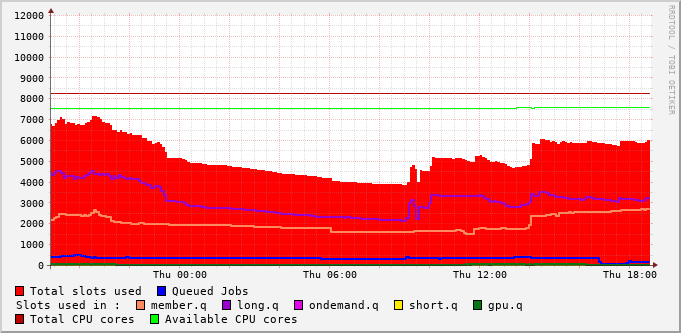 RRDTOOL / TOBI OETIKER
12000
11000
10000
9000
8000
7000
6000
5000
4000
3000
2000
1000
0
Thu 00:00 Thu 06:00 Thu 12:00 Thu 18:00
Total slots used Queued Jobs
Slots used in : member.q long.q ondemand.q short.q gpu.q
Total CPU cores Available CPU cores